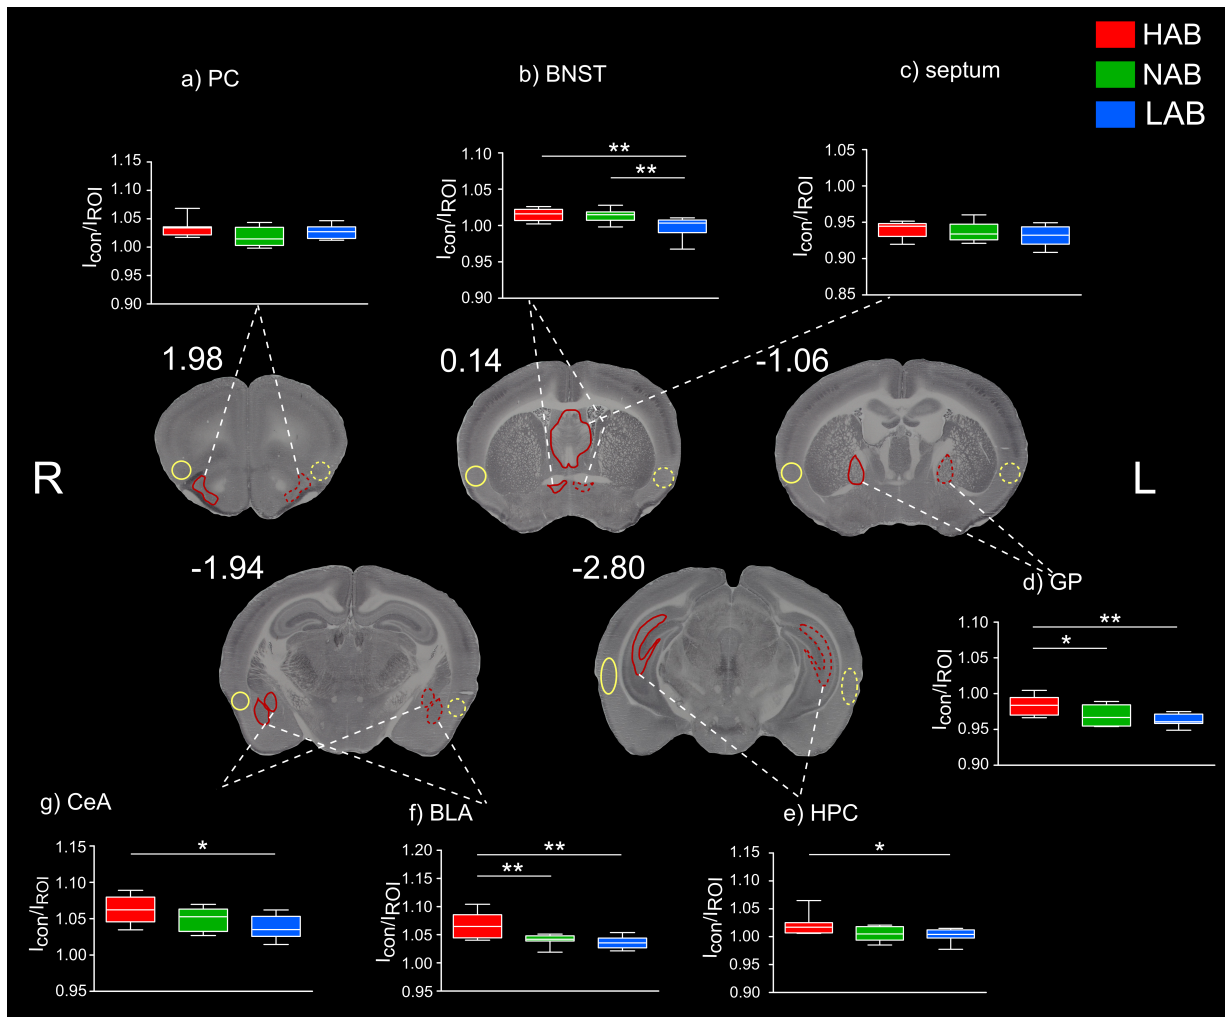 HAB
NAB
LAB
a) PC
b) BNST
c) septum
1.15
1.10
1.05
1.00
0.95
0.90
Icon/IROI
**
**
1.10
1.05
1.00
0.95
0.90
Icon/IROI
1.05
1.00
0.95
0.90
0.85
Icon/IROI
1.98
0.14
-1.06
R
L
-1.94
-2.80
d) GP
**
*
1.10
1.05
1.00
0.95
0.90
Icon/IROI
g) CeA
*
1.15
1.10
1.05
1.00
0.95
Icon/IROI
f) BLA
**
**
1.20
1.15
1.10
1.05
1.00
0.95
Icon/IROI
e) HPC
*
1.15
1.10
1.05
1.00
0.95
0.90
Icon/IROI